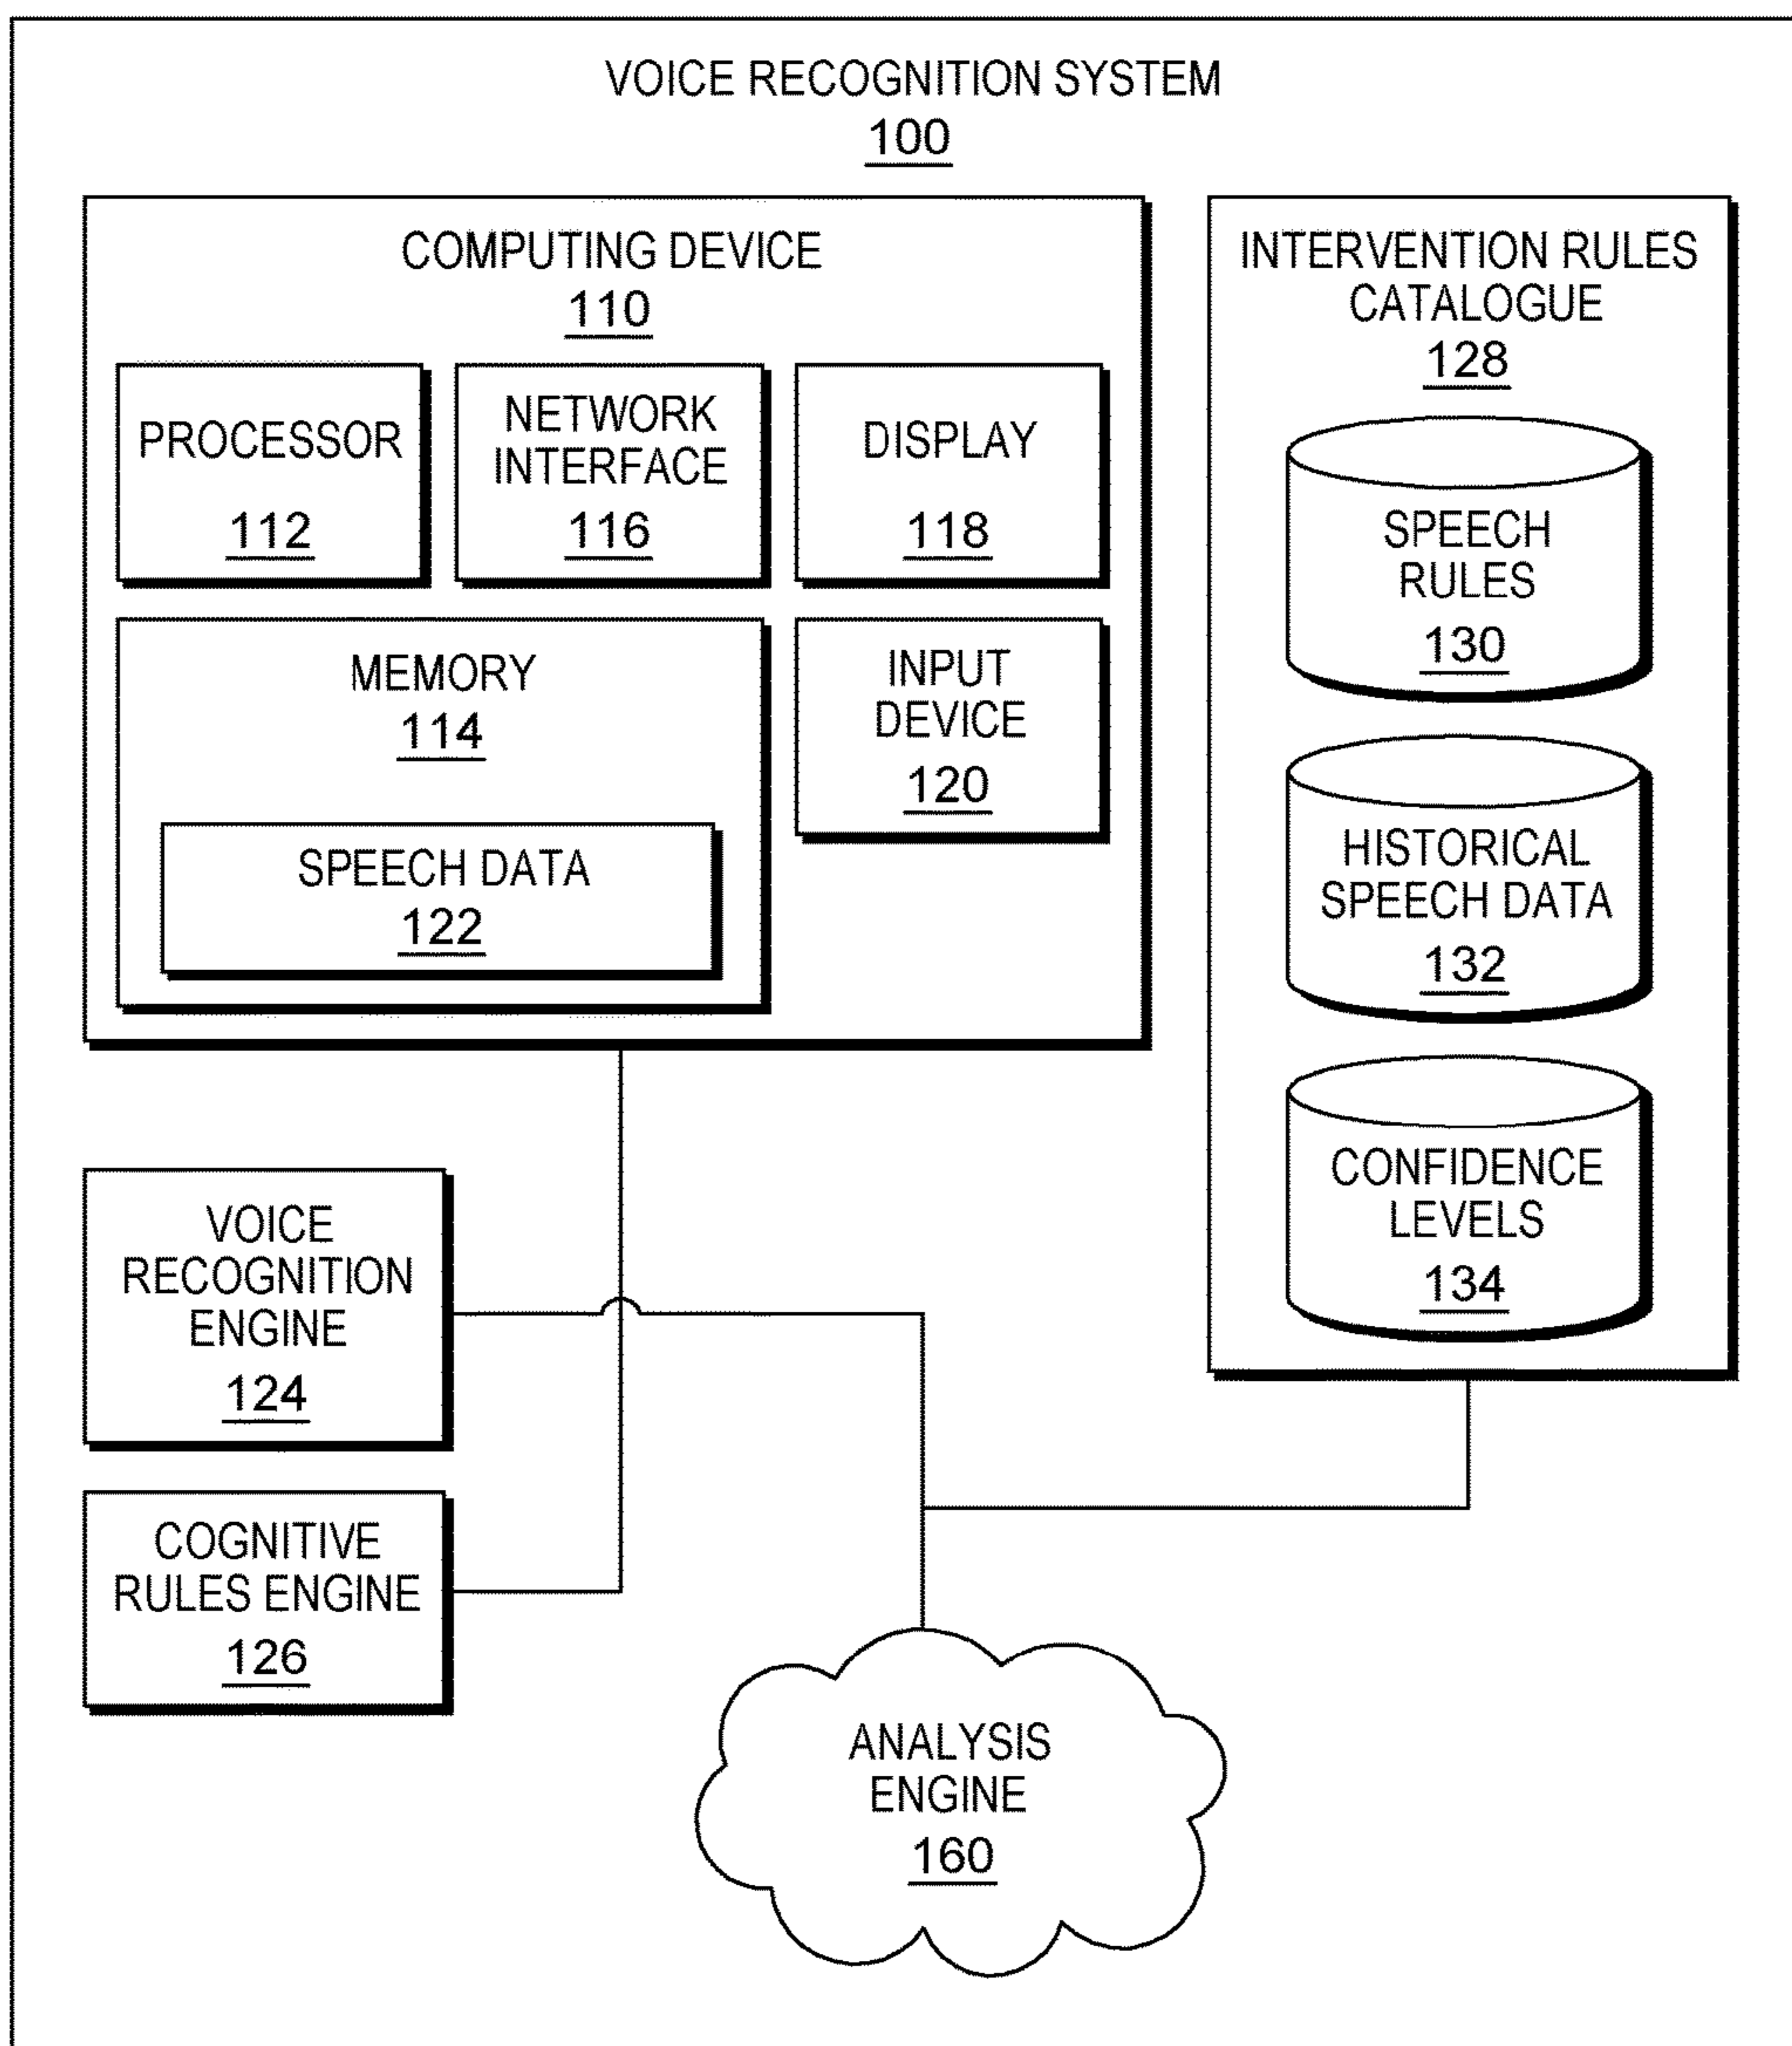 VOICE RECOGNITION SYSTEM
100
COMPUTING DEVICE
110
PROCESSOR
112
NETWORK
INTERFACE
116
DISPLAY
118
MEMORY
114
SPEECH DATA
122
INPUT
DEVICE
120
INTERVENTION RULES
CATALOGUE
128
SPEECH
RULES
130
HISTORICAL
SPEECH DATA
132
CONFIDENCE
LEVELS
134
VOICE
RECOGNITION
ENGINE
124
COGNITIVE
RULES ENGINE
126
ANALYSIS
ENGINE
160